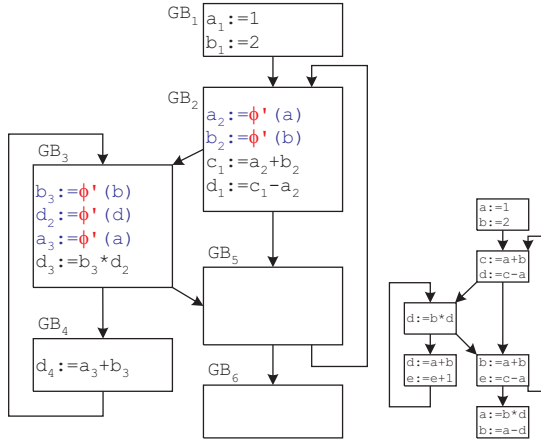 GB₁
a₁:=1
b₁:=2
GB₂
a₂:=ϕ'(a)
b₂:=ϕ'(b)
c₁:=a₂+b₂
d₁:=c₁-a₂
GB₃
b₃:=ϕ'(b)
d₂:=ϕ'(d)
a₃:=ϕ'(a)
d₃:=b₃*d₂
GB₅
GB₄
d₄:=a₃+b₃
GB₆
a:=1
b:=2
c:=a+b
d:=c-a
d:=b*d
d:=a+b
e:=e+1
b:=a+b
e:=c-a
a:=b*d
b:=a-d